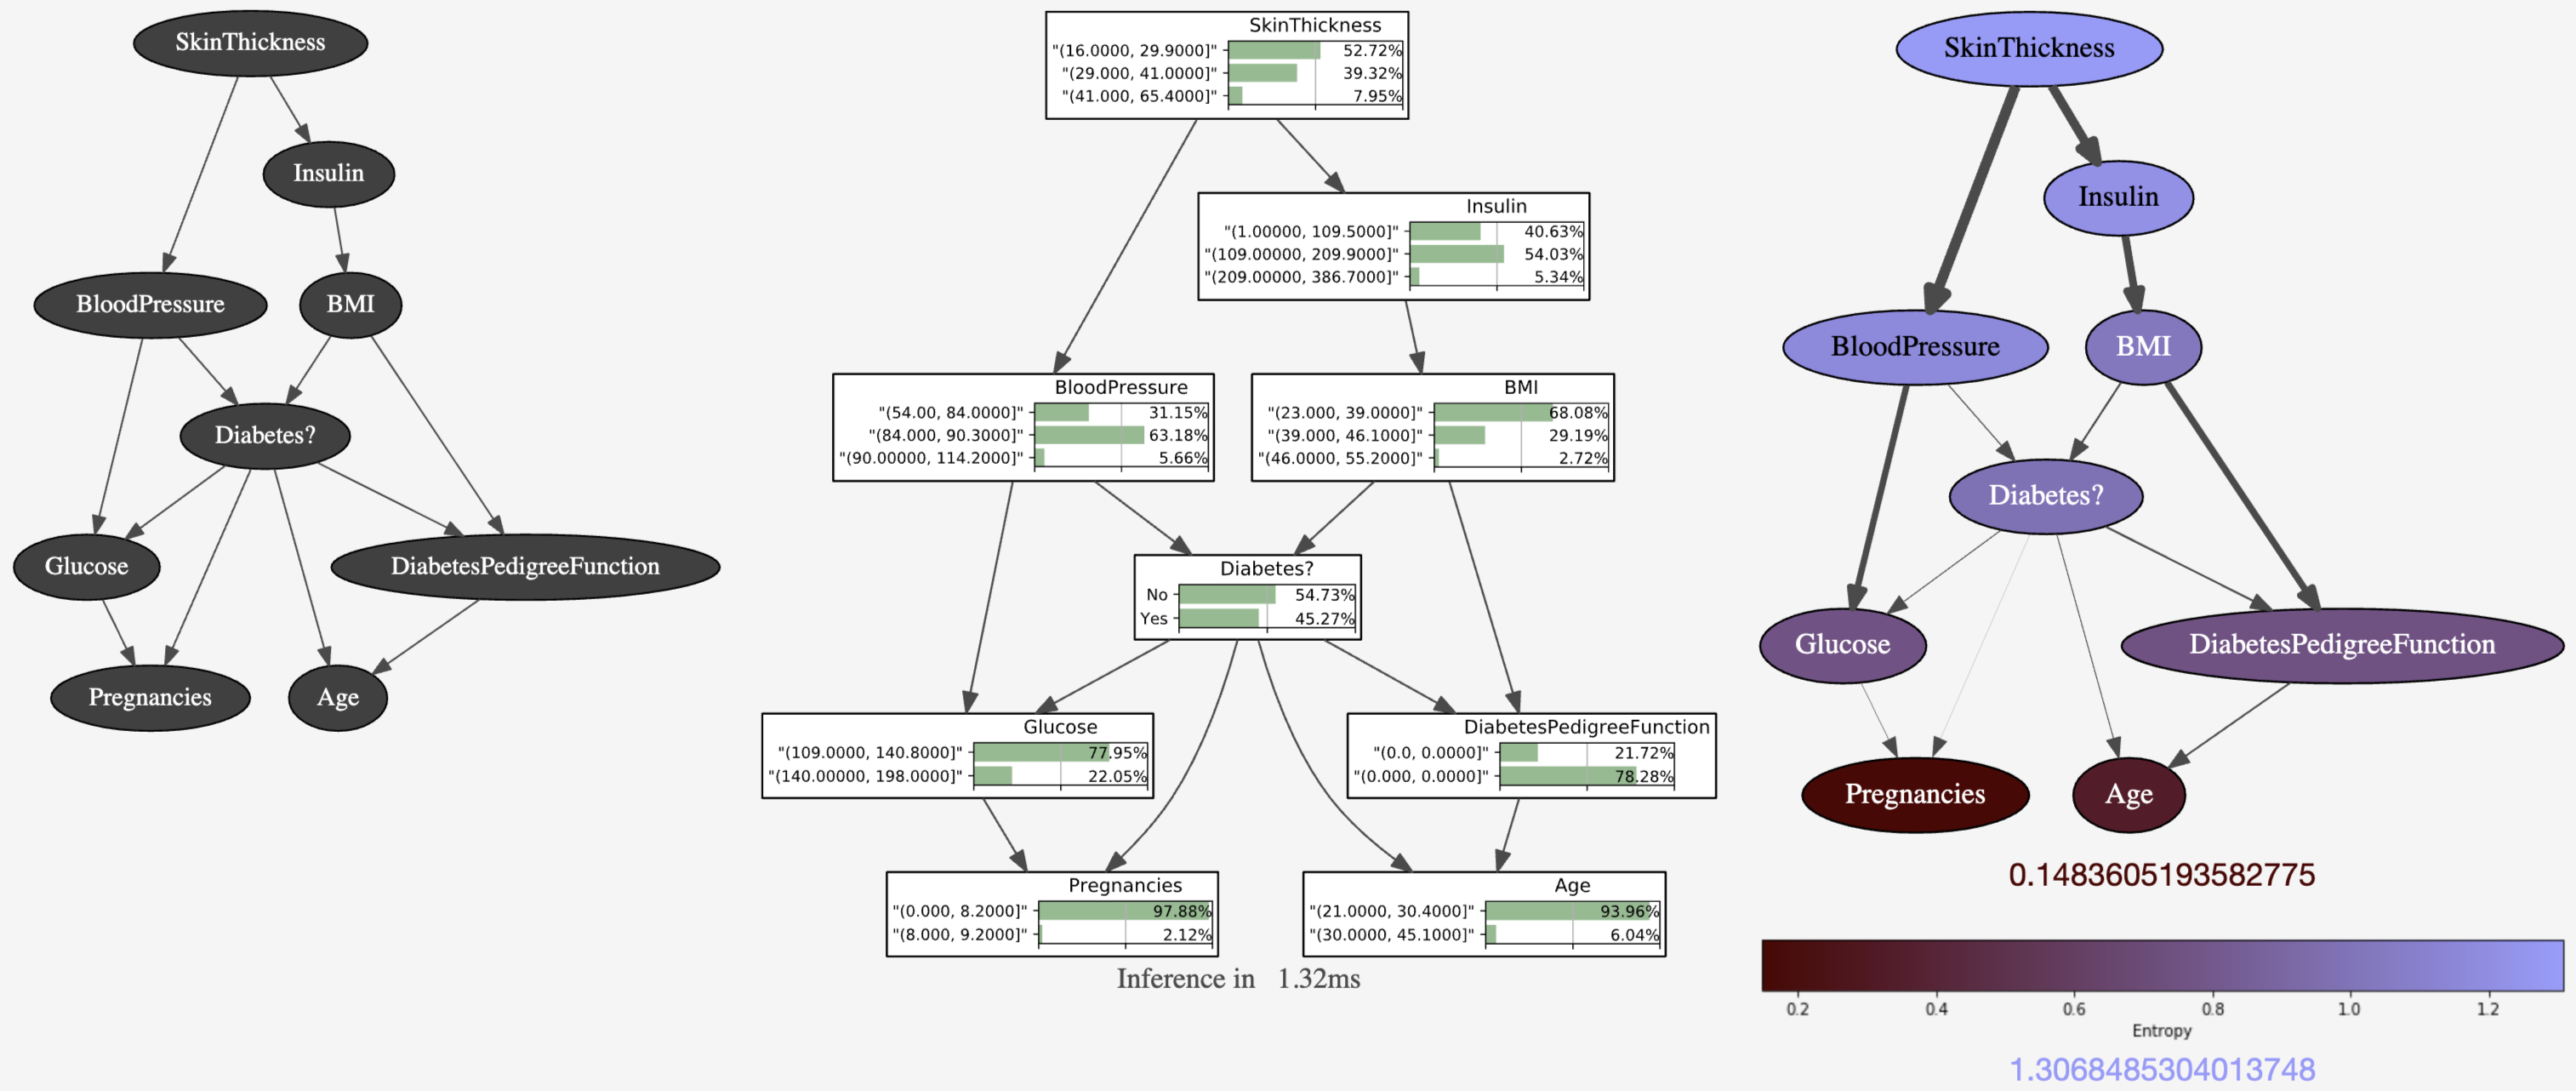 SkinThickness
Insulin
BloodPressure
BMI
Diabetes?
Glucose
DiabetesPedigreeFunction
Pregnancies
Age
SkinThickness
"(16.0000, 29.9000]" 52.72%
"(29.000, 41.0000]" 39.32%
"(41.000, 65.4000]" 7.95%
Insulin
"(1.00000, 109.5000]" 40.63%
"(109.00000, 209.9000]" 54.03%
"(209.00000, 386.7000]" 5.34%
BloodPressure
"(54.00, 84.0000]" 31.15%
"(84.000, 90.3000]" 63.18%
"(90.00000, 114.2000]" 5.66%
BMI
"(23.000, 39.0000]" 68.08%
"(39.000, 46.1000]" 29.19%
"(46.0000, 55.2000]" 2.72%
Diabetes?
No 54.73%
Yes 45.27%
Glucose
"(109.0000, 140.8000]" 77.95%
"(140.00000, 198.0000]" 22.05%
DiabetesPedigreeFunction
"(0.0, 0.0000]" 21.72%
"(0.000, 0.0000]" 78.28%
Pregnancies
"(0.000, 8.2000]" 97.88%
"(8.000, 9.2000]" 2.12%
Age
"(21.0000, 30.4000]" 93.96%
"(30.0000, 45.1000]" 6.04%
Inference in 1.32ms
SkinThickness
Insulin
BloodPressure
BMI
Diabetes?
Glucose
DiabetesPedigreeFunction
Pregnancies
Age
0.1483605193582775
0.2 0.4 0.6 0.8 1.0 1.2
Entropy
1.3068485304013748